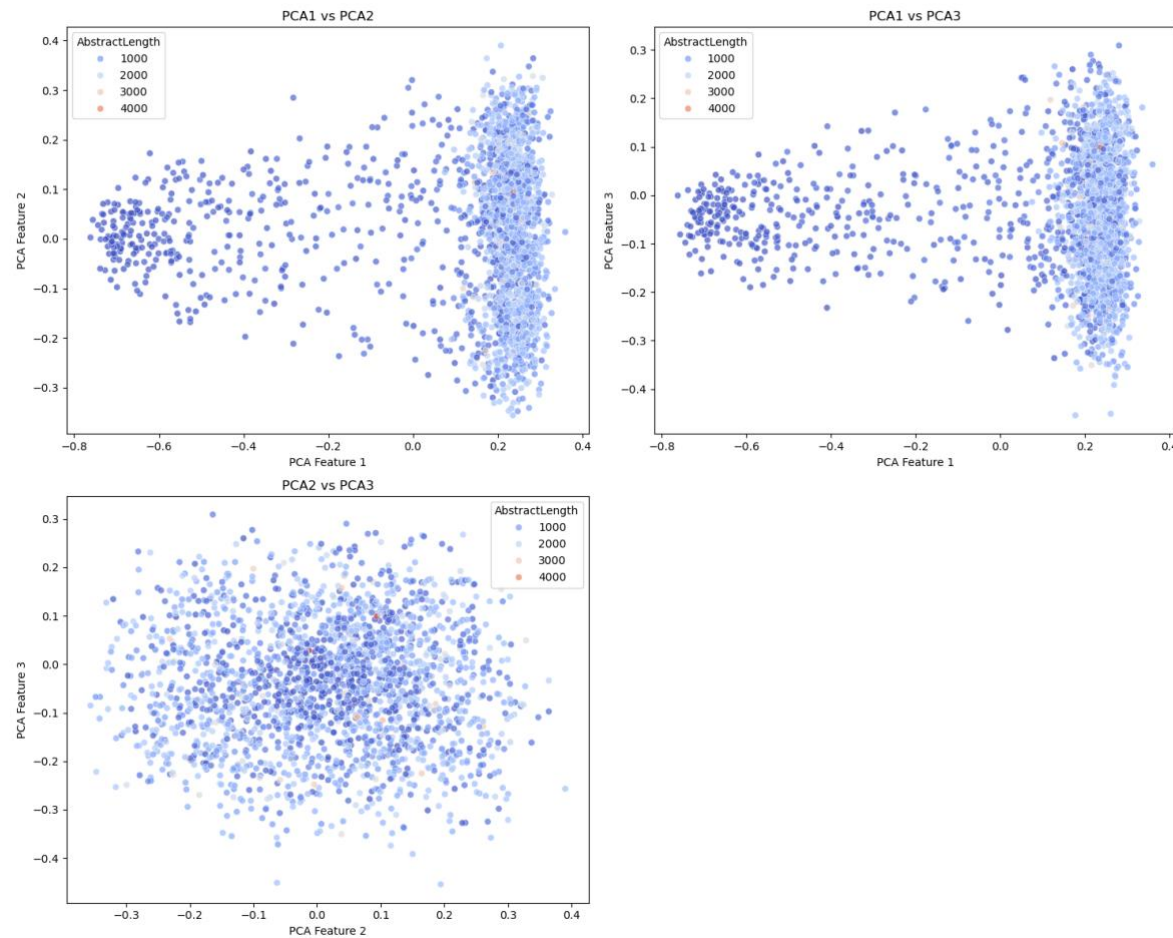 PCA1 vs PCA2
AbstractLength
1000
2000
3000
4000
0.4
0.3
0.2
0.1
0.0
−0.1
−0.2
−0.3
PCA Feature 2
−0.8 −0.6 −0.4 −0.2 0.0 0.2 0.4
PCA Feature 1
PCA1 vs PCA3
AbstractLength
1000
2000
3000
4000
0.3
0.2
0.1
0.0
−0.1
−0.2
−0.3
−0.4
PCA Feature 3
−0.8 −0.6 −0.4 −0.2 0.0 0.2 0.4
PCA Feature 1
PCA2 vs PCA3
AbstractLength
1000
2000
3000
4000
0.3
0.2
0.1
0.0
−0.1
−0.2
−0.3
−0.4
PCA Feature 3
−0.3 −0.2 −0.1 0.0 0.1 0.2 0.3 0.4
PCA Feature 2